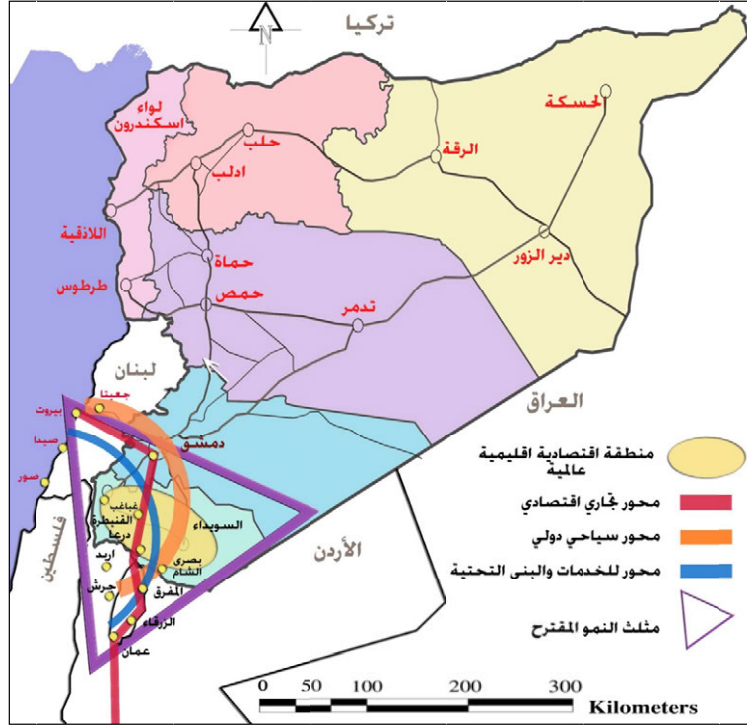 تركيا
N
لواء
اسكندرون
الحسكة
حلب
الرقة
ادلب
اللاذقية
حماة
دير الزور
طرطوس
حمص
تدمر
لبنان
العراق
جعيتا
بيروت
دمشق
صيدا
صور
غباغب
القنيطرة
السويداء
درعا
فلسطين
الأردن
اربد
بصرى
الشام
جرش
المفرق
الزرقاء
عمان
منطقة اقتصادية اقليمية
عالمية
محور تجاري اقتصادي
محور سياحي دولي
محور للخدمات والبنى التحتية
مثلث النمو المقترح
0 50 100 200 300
Kilometers